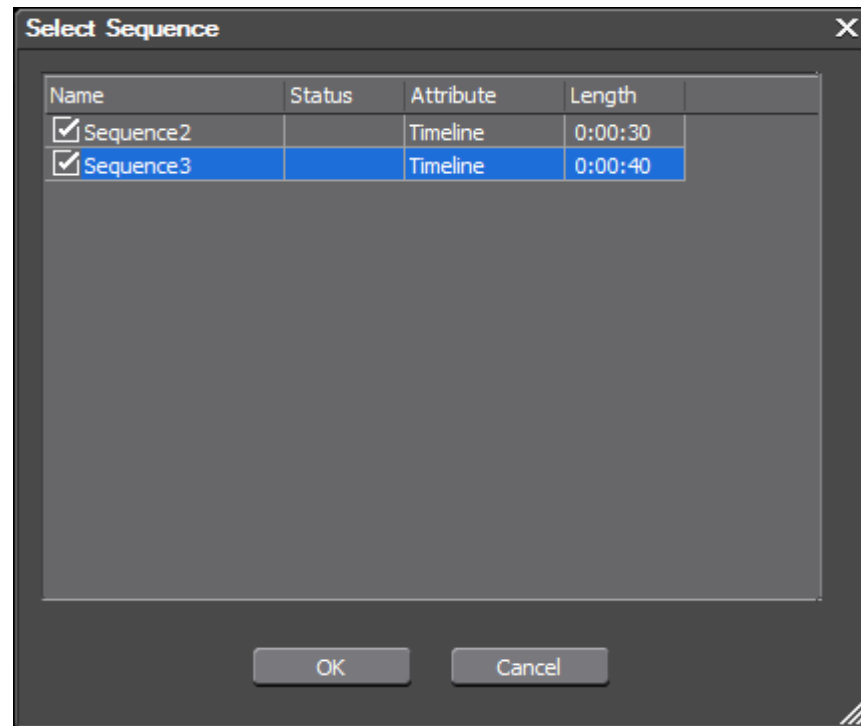 Select Sequence
Name Status Attribute Length
Sequence2 Timeline 0:00:30
Sequence3 Timeline 0:00:40
OK Cancel